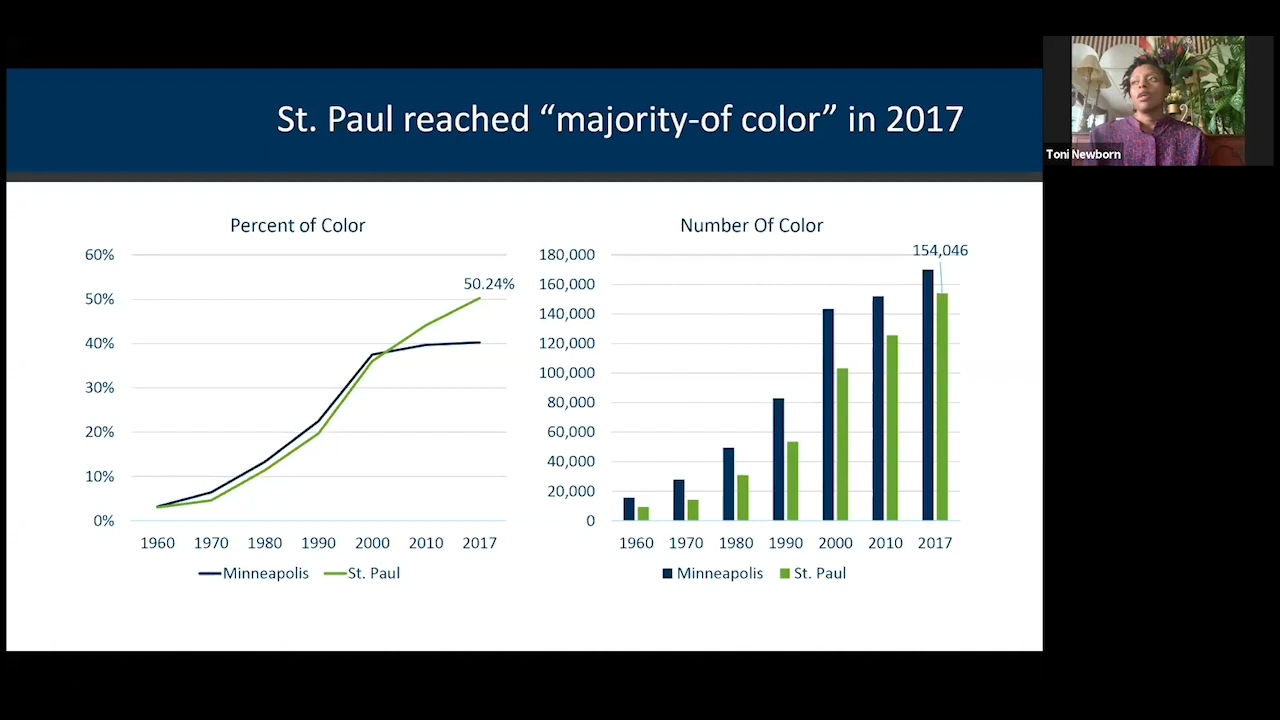 St. Paul reached “majority-of color” in 2017
Toni Newborn
Percent of Color
60%
50%
40%
30%
20%
10%
0%
50.24%
1960 1970 1980 1990 2000 2010 2017
Minneapolis St. Paul
Number Of Color
180,000
160,000
140,000
120,000
100,000
80,000
60,000
40,000
20,000
0
154,046
1960 1970 1980 1990 2000 2010 2017
Minneapolis St. Paul